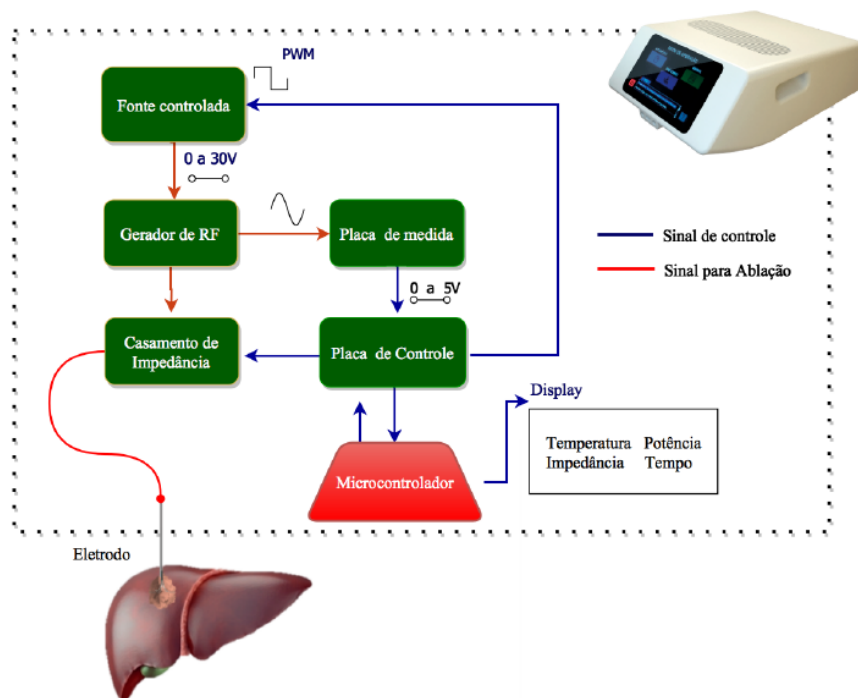 PWM
Fonte controlada
0 a 30V
Gerador de RF
Placa de medida
Sinal de controle
Sinal para Ablação
0 a 5V
Casamento de
Impedância
Placa de Controle
Display
Temperatura Potência
Impedância Tempo
Microcontrolador
Eletrodo